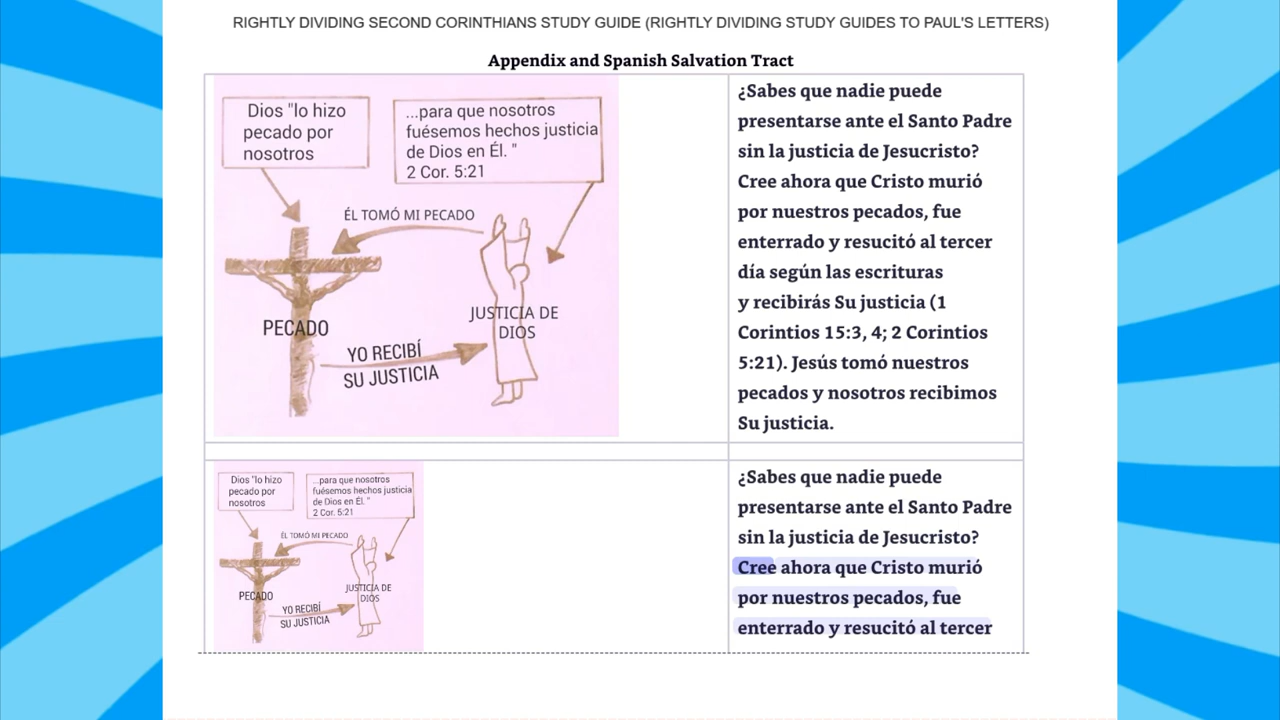 RIGHTLY DIVIDING SECOND CORINTHIANS STUDY GUIDE (RIGHTLY DIVIDING STUDY GUIDES TO PAUL'S LETTERS)
Appendix and Spanish Salvation Tract
Dios "lo hizo
pecado por
nosotros
...para que nosotros
fuésemos hechos justicia
de Dios en Él. "
2 Cor. 5:21
ÉL TOMÓ MI PECADO
PECADO
JUSTICIA DE
DIOS
YO RECIBÍ
SU JUSTICIA
¿Sabes que nadie puede
presentarse ante el Santo Padre
sin la justicia de Jesucristo?
Cree ahora que Cristo murió
por nuestros pecados, fue
enterrado y resucitó al tercer
día según las escrituras
y recibirás Su justicia (1
Corintios 15:3, 4; 2 Corintios
5:21). Jesús tomó nuestros
pecados y nosotros recibimos
Su justicia.
Dios "lo hizo
pecado por
nosotros
...para que nosotros
fuésemos hechos justicia
de Dios en Él. "
2 Cor. 5:21
ÉL TOMÓ MI PECADO
PECADO
JUSTICIA DE
DIOS
YO RECIBÍ
SU JUSTICIA
¿Sabes que nadie puede
presentarse ante el Santo Padre
sin la justicia de Jesucristo?
Cree ahora que Cristo murió
por nuestros pecados, fue
enterrado y resucitó al tercer